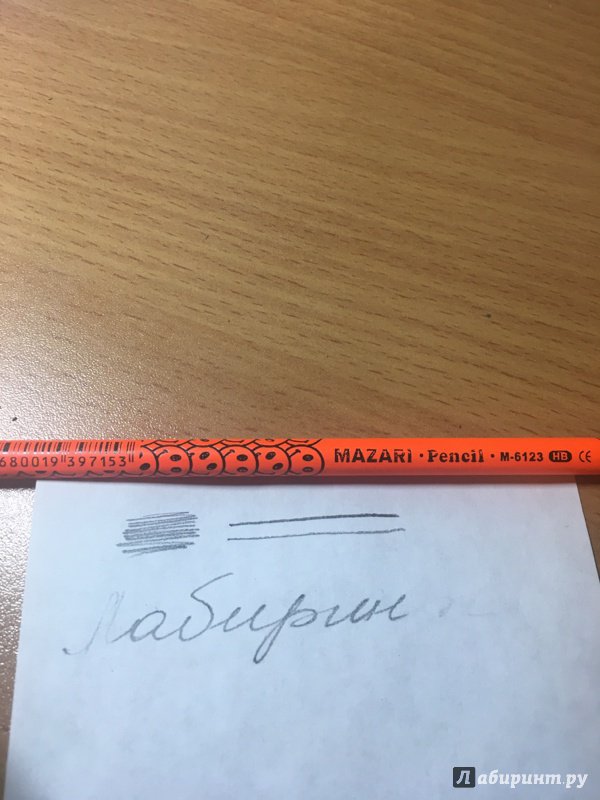 680019 397153
MAZARi · Pencil · M-6123 HB CE
Лабиринт
Лабиринт.ру